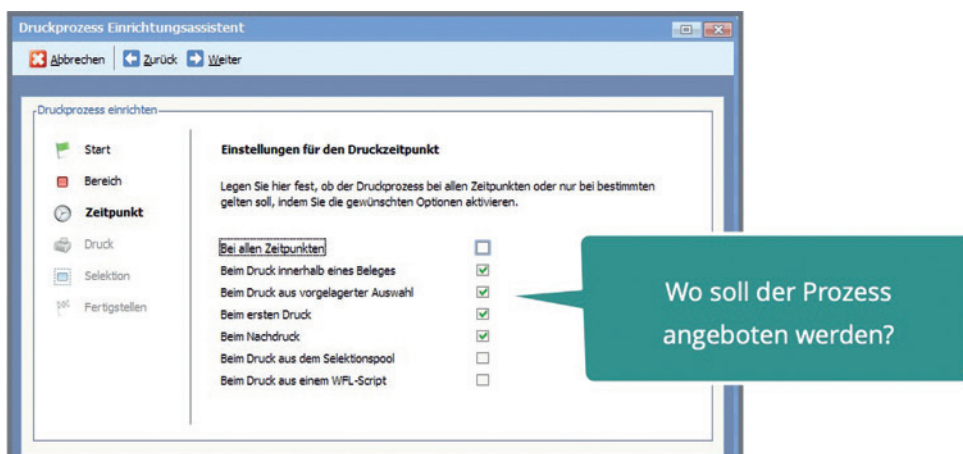 Druckprozess Einrichtungsassistent
Abbrechen Zurück Weiter
Druckprozess einrichten
Start
Bereich
Zeitpunkt
Druck
Selektion
Fertigstellen
Einstellungen für den Druckzeitpunkt
Legen Sie hier fest, ob der Druckprozess bei allen Zeitpunkten oder nur bei bestimmten
gelten soll, indem Sie die gewünschten Optionen aktivieren.
Bei allen Zeitpunkten
Beim Druck innerhalb eines Beleges
Beim Druck aus vorgelagerter Auswahl
Beim ersten Druck
Beim Nachdruck
Beim Druck aus dem Selektionspool
Beim Druck aus einem WFL-Script
Wo soll der Prozess
angeboten werden?